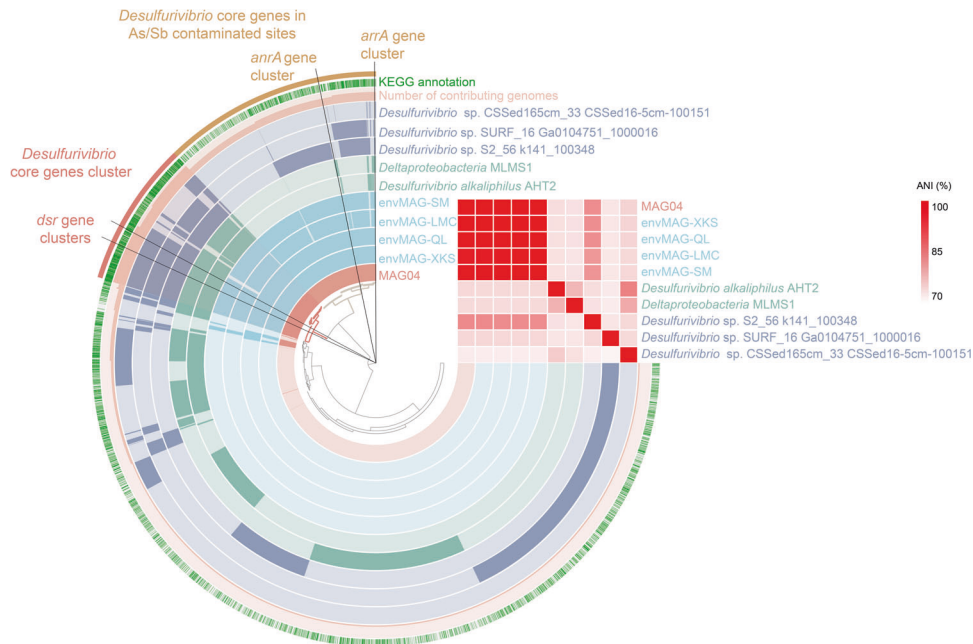 Desulfurivibrio core genes in
As/Sb contaminated sites
arrA gene
cluster
anrA gene
cluster
KEGG annotation
Number of contributing genomes
Desulfurivibrio sp. CSSed165cm_33 CSSed16-5cm-100151
Desulfurivibrio sp. SURF_16 Ga0104751_1000016
Desulfurivibrio sp. S2_56 k141_100348
Deltaproteobacteria MLMS1
Desulfurivibrio alkaliphilus AHT2
envMAG-SM
envMAG-LMC
envMAG-QL
envMAG-XKS
MAG04
Desulfurivibrio
core genes cluster
dsr gene
clusters
MAG04
envMAG-XKS
envMAG-QL
envMAG-LMC
envMAG-SM
Desulfurivibrio alkaliphilus AHT2
Deltaproteobacteria MLMS1
Desulfurivibrio sp. S2_56 k141_100348
Desulfurivibrio sp. SURF_16 Ga0104751_1000016
Desulfurivibrio sp. CSSed165cm_33 CSSed16-5cm-100151
ANI (%)
100
85
70